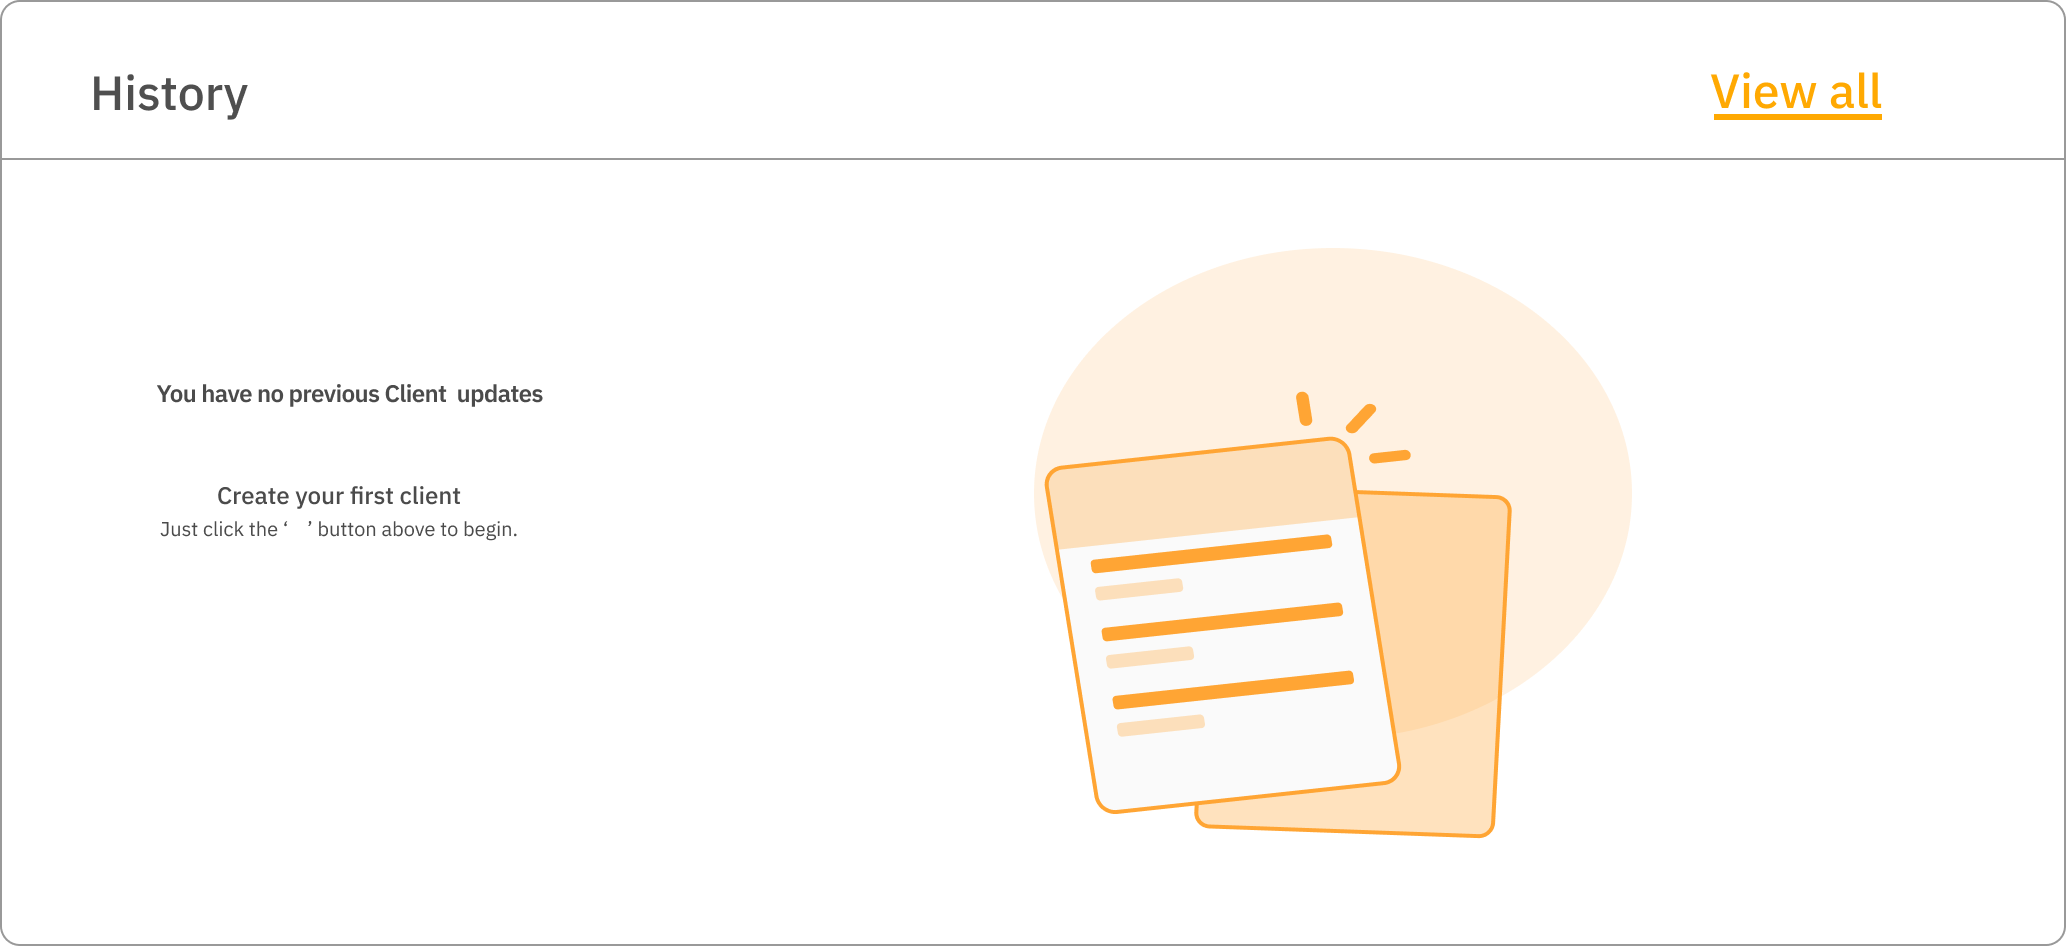 History
View all
You have no previous Client  updates
Create your first client
Just click the ‘   ’ button above to begin.